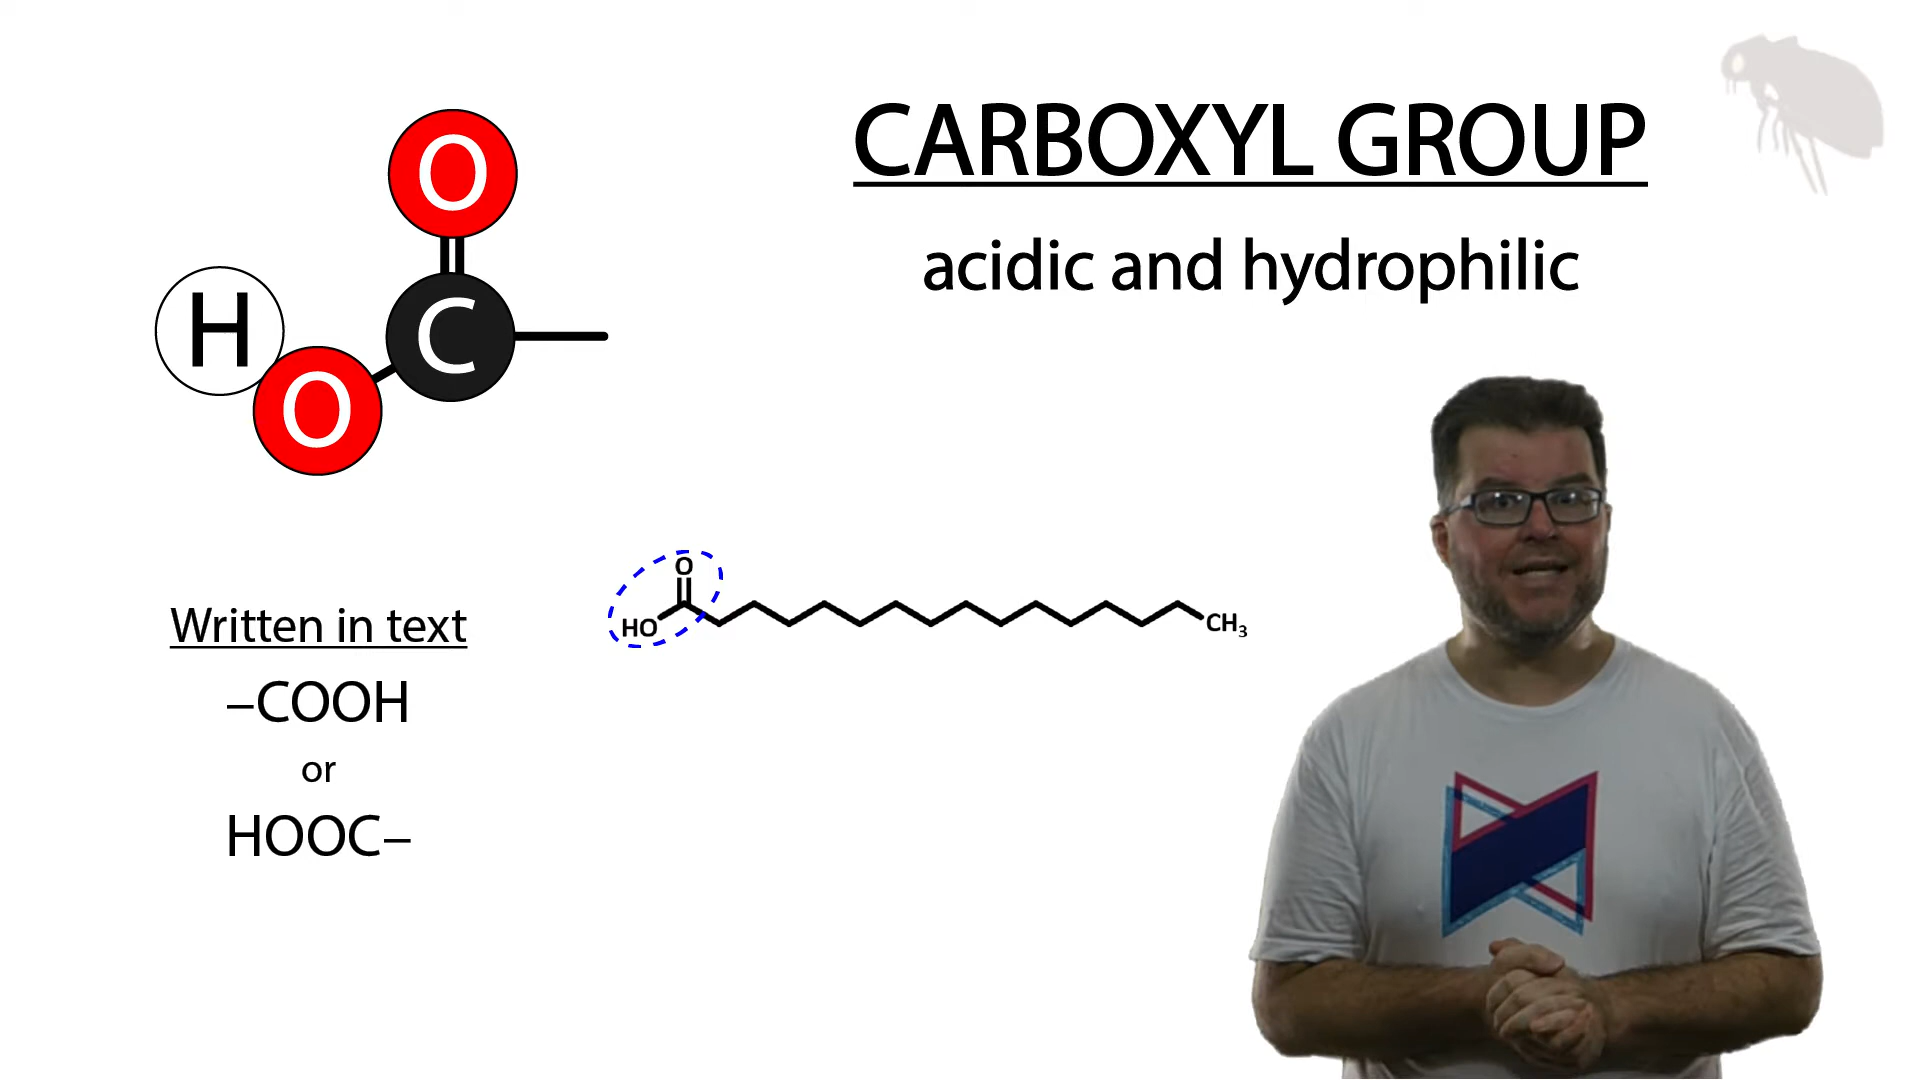 CARBOXYL GROUP
acidic and hydrophilic
O
H
C
O
Written in text
–COOH
or
HOOC–
O
HO
CH₃